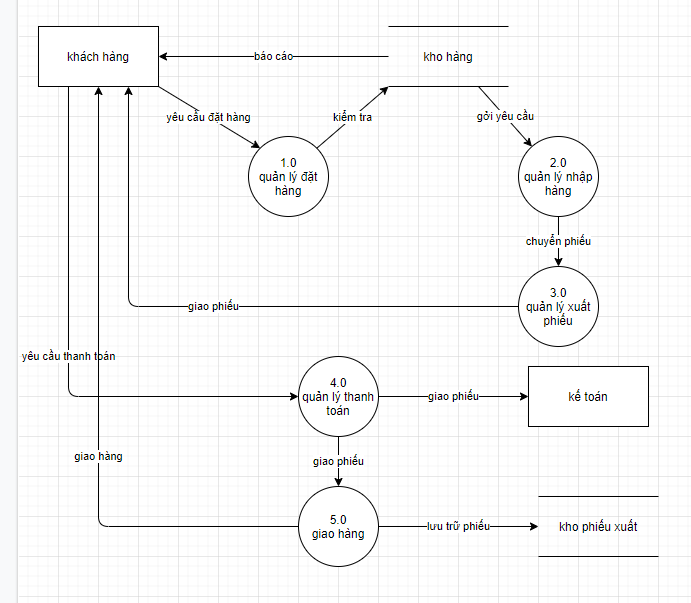 khách hàng
báo cáo
kho hàng
yêu cầu đặt hàng
kiểm tra
gởi yêu cầu
1.0
quản lý đặt
hàng
2.0
quản lý nhập
hàng
chuyển phiếu
3.0
quản lý xuất
phiếu
giao phiếu
yêu cầu thanh toán
4.0
quản lý thanh
toán
giao phiếu
kế toán
giao hàng
giao phiếu
5.0
giao hàng
lưu trữ phiếu
kho phiếu xuất